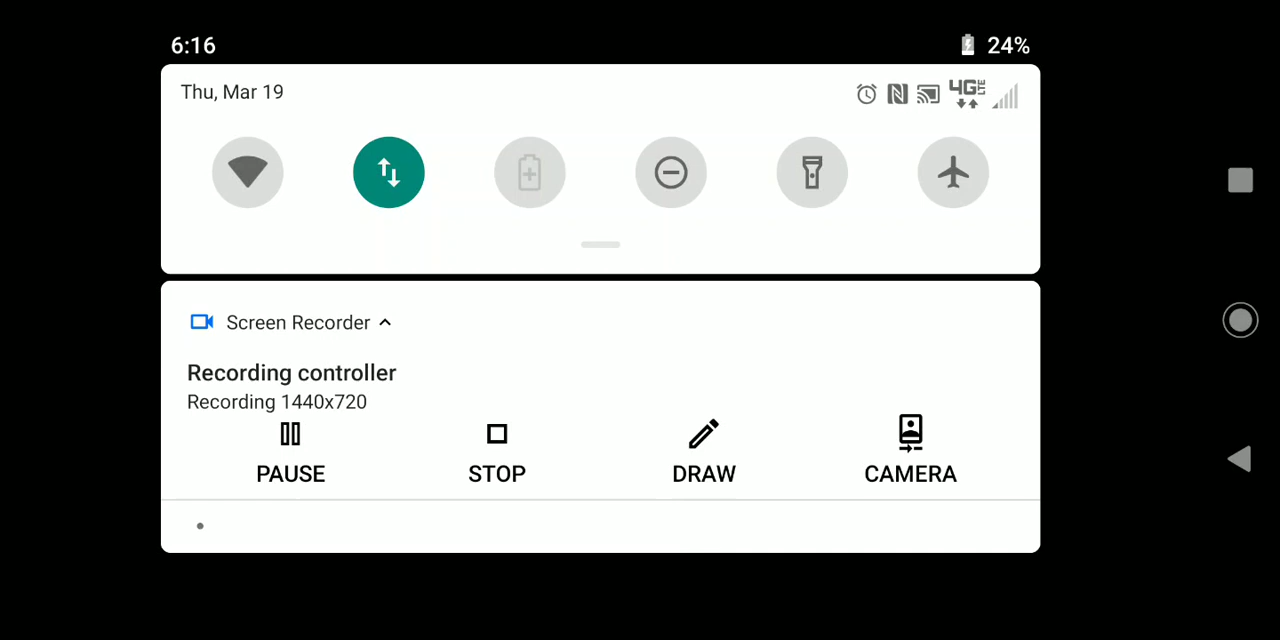 6:16
24%
Thu, Mar 19
4G LTE
Screen Recorder
Recording controller
Recording 1440x720
PAUSE
STOP
DRAW
CAMERA